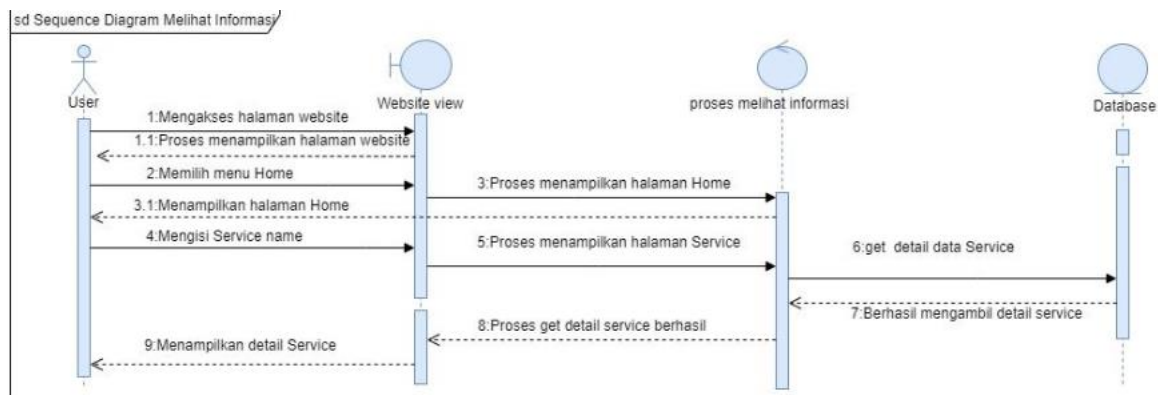 sd Sequence Diagram Melihat Informasi
User
Website view
proses melihat informasi
Database
1:Mengakses halaman website
1.1:Proses menampilkan halaman website
2:Memilih menu Home
3:Proses menampilkan halaman Home
3.1:Menampilkan halaman Home
4:Mengisi Service name
5:Proses menampilkan halaman Service
6:get detail data Service
7:Berhasil mengambil detail service
8:Proses get detail service berhasil
9:Menampilkan detail Service